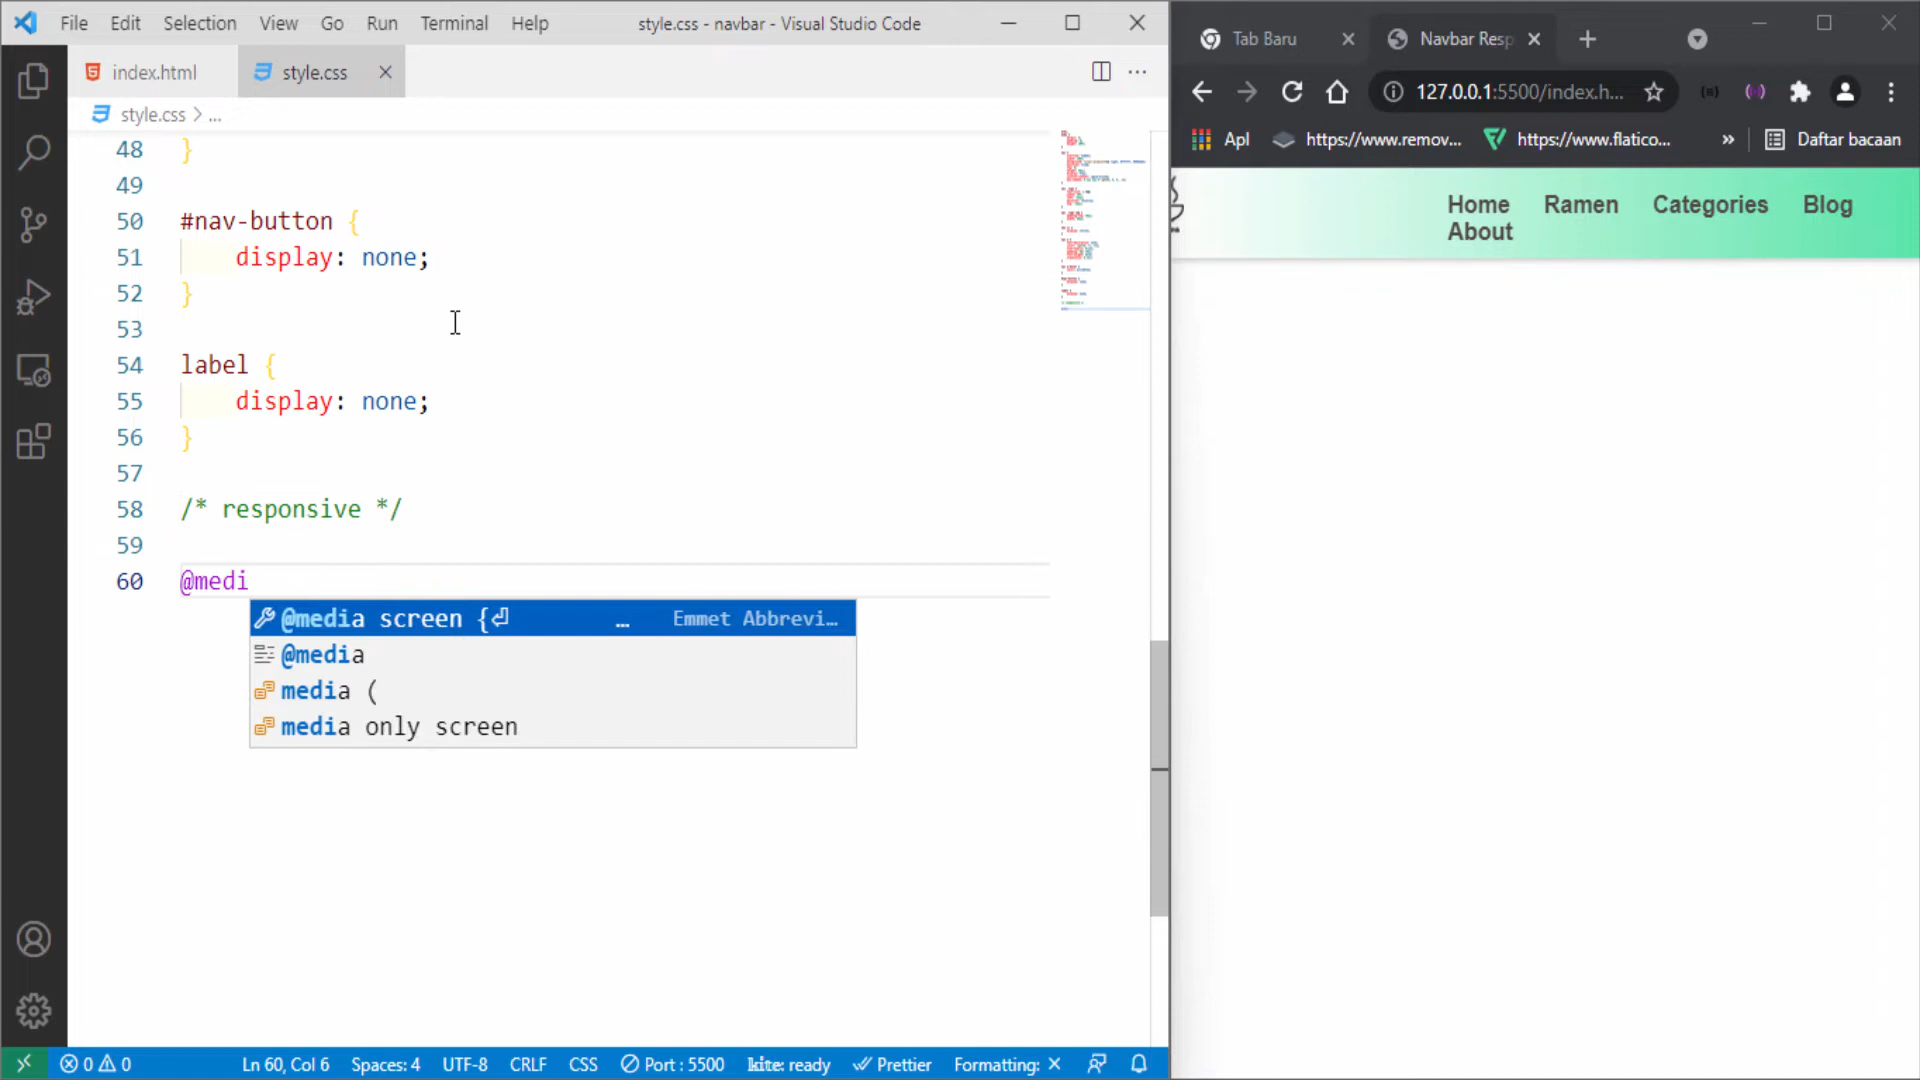 File Edit Selection View Go Run Terminal Help style.css - navbar - Visual Studio Code
index.html style.css
style.css > ...
48 }
49
50 #nav-button {
51 display: none;
52 }
53
54 label {
55 display: none;
56 }
57
58 /* responsive */
59
60 @medi
@media screen {⏎ ... Emmet Abbrevi...
@media
media (
media only screen
0 0 Ln 60, Col 6 Spaces: 4 UTF-8 CRLF CSS Port : 5500 kite: ready Prettier Formatting: ×
Tab Baru Navbar Resp
127.0.0.1:5500/index.h...
Apl https://www.remov... https://www.flatico... » Daftar bacaan
Home Ramen Categories Blog
About